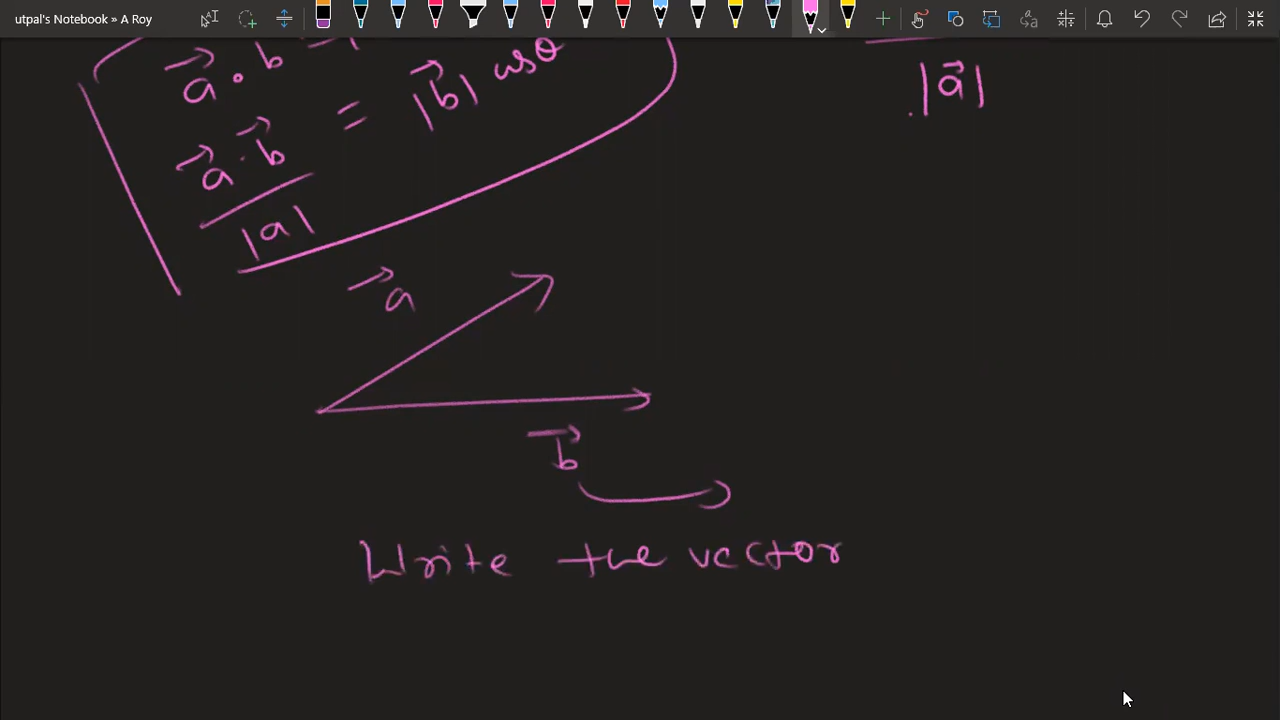 utpal's Notebook » A Roy
a⃗ · b
= |b⃗| cosθ
a⃗ · b⃗
|a|
|a⃗|
a⃗
b⃗
Write the vector